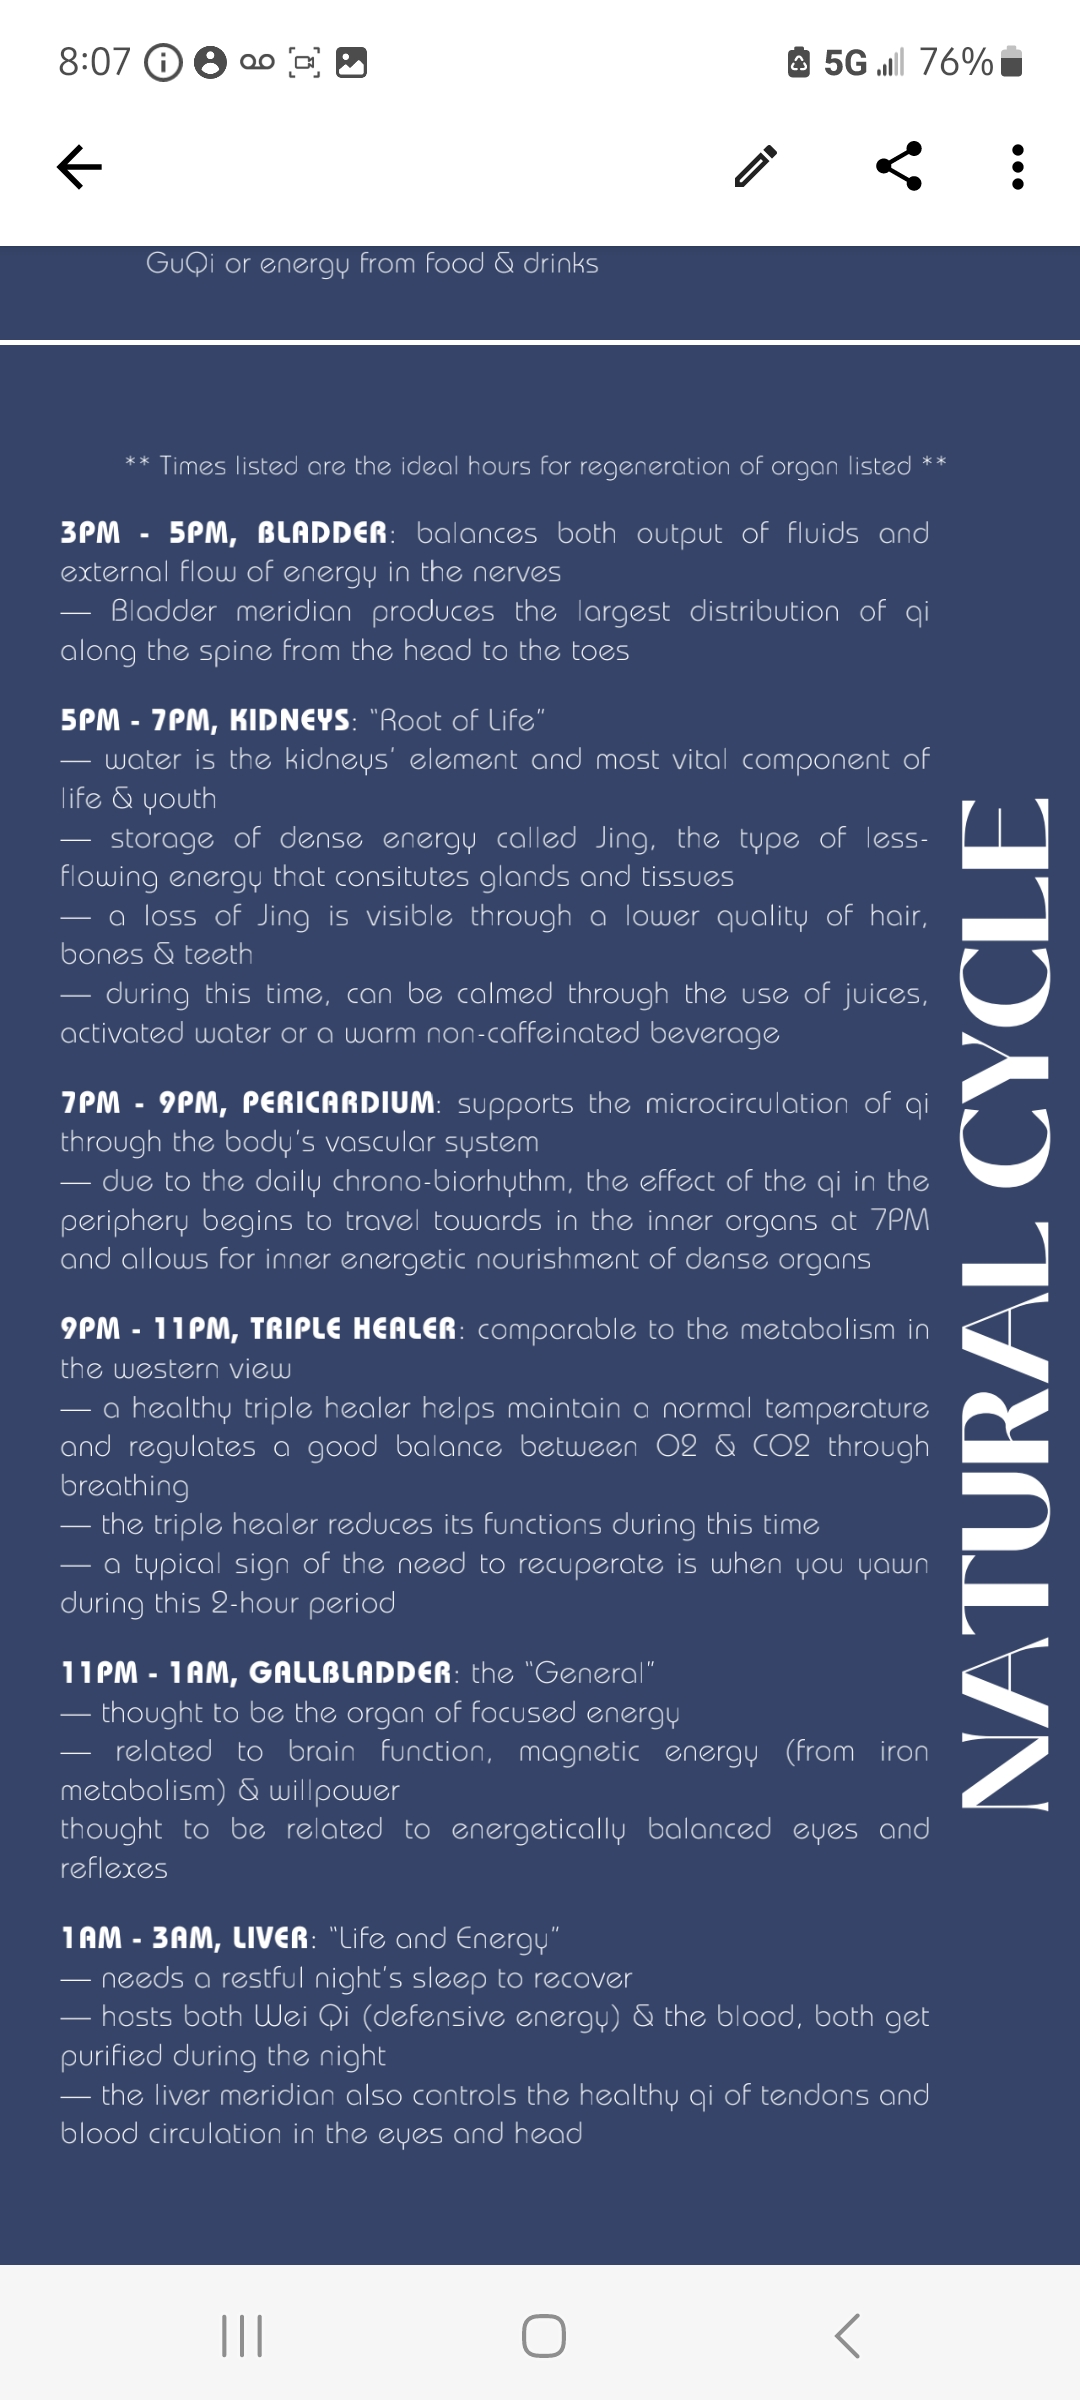 8:07
5G 76%
GuQi or energy from food & drinks
** Times listed are the ideal hours for regeneration of organ listed **
3PM - 5PM, BLADDER: balances both output of fluids and
external flow of energy in the nerves
— Bladder meridian produces the largest distribution of qi
along the spine from the head to the toes
5PM - 7PM, KIDNEYS: “Root of Life”
— water is the kidneys’ element and most vital component of
life & youth
— storage of dense energy called Jing, the type of less-
flowing energy that consitutes glands and tissues
— a loss of Jing is visible through a lower quality of hair,
bones & teeth
— during this time, can be calmed through the use of juices,
activated water or a warm non-caffeinated beverage
7PM - 9PM, PERICARDIUM: supports the microcirculation of qi
through the body’s vascular system
— due to the daily chrono-biorhythm, the effect of the qi in the
periphery begins to travel towards in the inner organs at 7PM
and allows for inner energetic nourishment of dense organs
9PM - 11PM, TRIPLE HEALER: comparable to the metabolism in
the western view
— a healthy triple healer helps maintain a normal temperature
and regulates a good balance between O2 & CO2 through
breathing
— the triple healer reduces its functions during this time
— a typical sign of the need to recuperate is when you yawn
during this 2-hour period
11PM - 1AM, GALLBLADDER: the “General”
— thought to be the organ of focused energy
— related to brain function, magnetic energy (from iron
metabolism) & willpower
thought to be related to energetically balanced eyes and
reflexes
1AM - 3AM, LIVER: “Life and Energy”
— needs a restful night’s sleep to recover
— hosts both Wei Qi (defensive energy) & the blood, both get
purified during the night
— the liver meridian also controls the healthy qi of tendons and
blood circulation in the eyes and head
NATURAL CYCLE